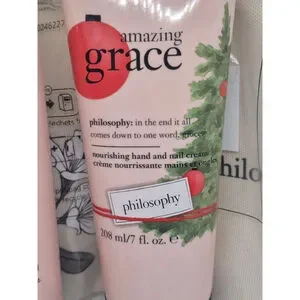 amazing
grace
philosophy: in the end it all
comes down to one word. grace.
nourishing hand and nail cream
crème nourrissante mains et ongles
philosophy
208 ml/7 fl. oz. e
0046227
philo